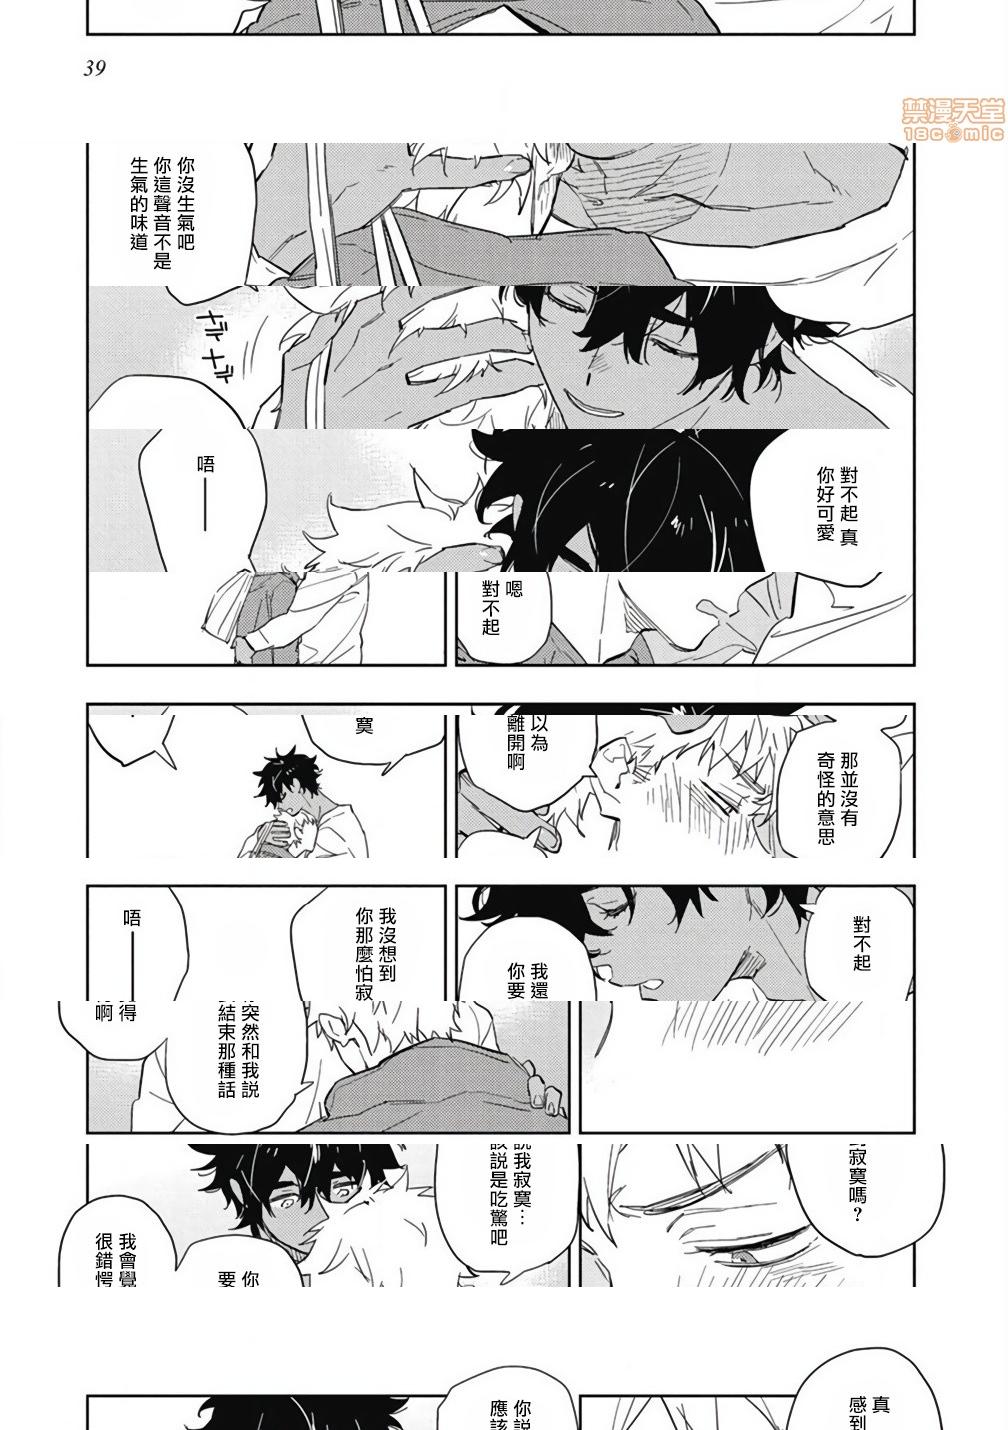 39
禁漫天堂
18comic
你沒生氣吧
你這聲音不是
生氣的味道
對不起 真
你好可愛
唔——
嗯
對不起
那並沒有
奇怪的意思
以為
離開啊
寞
對不起
我還
你要
我沒想到
你那麼怕寂
唔——
突然和我説
結束那種話
得
啊
寂寞嗎?
説我寂寞…
該説是吃驚吧
你
要
我會覺
很錯愕
真
感到
你説
應該